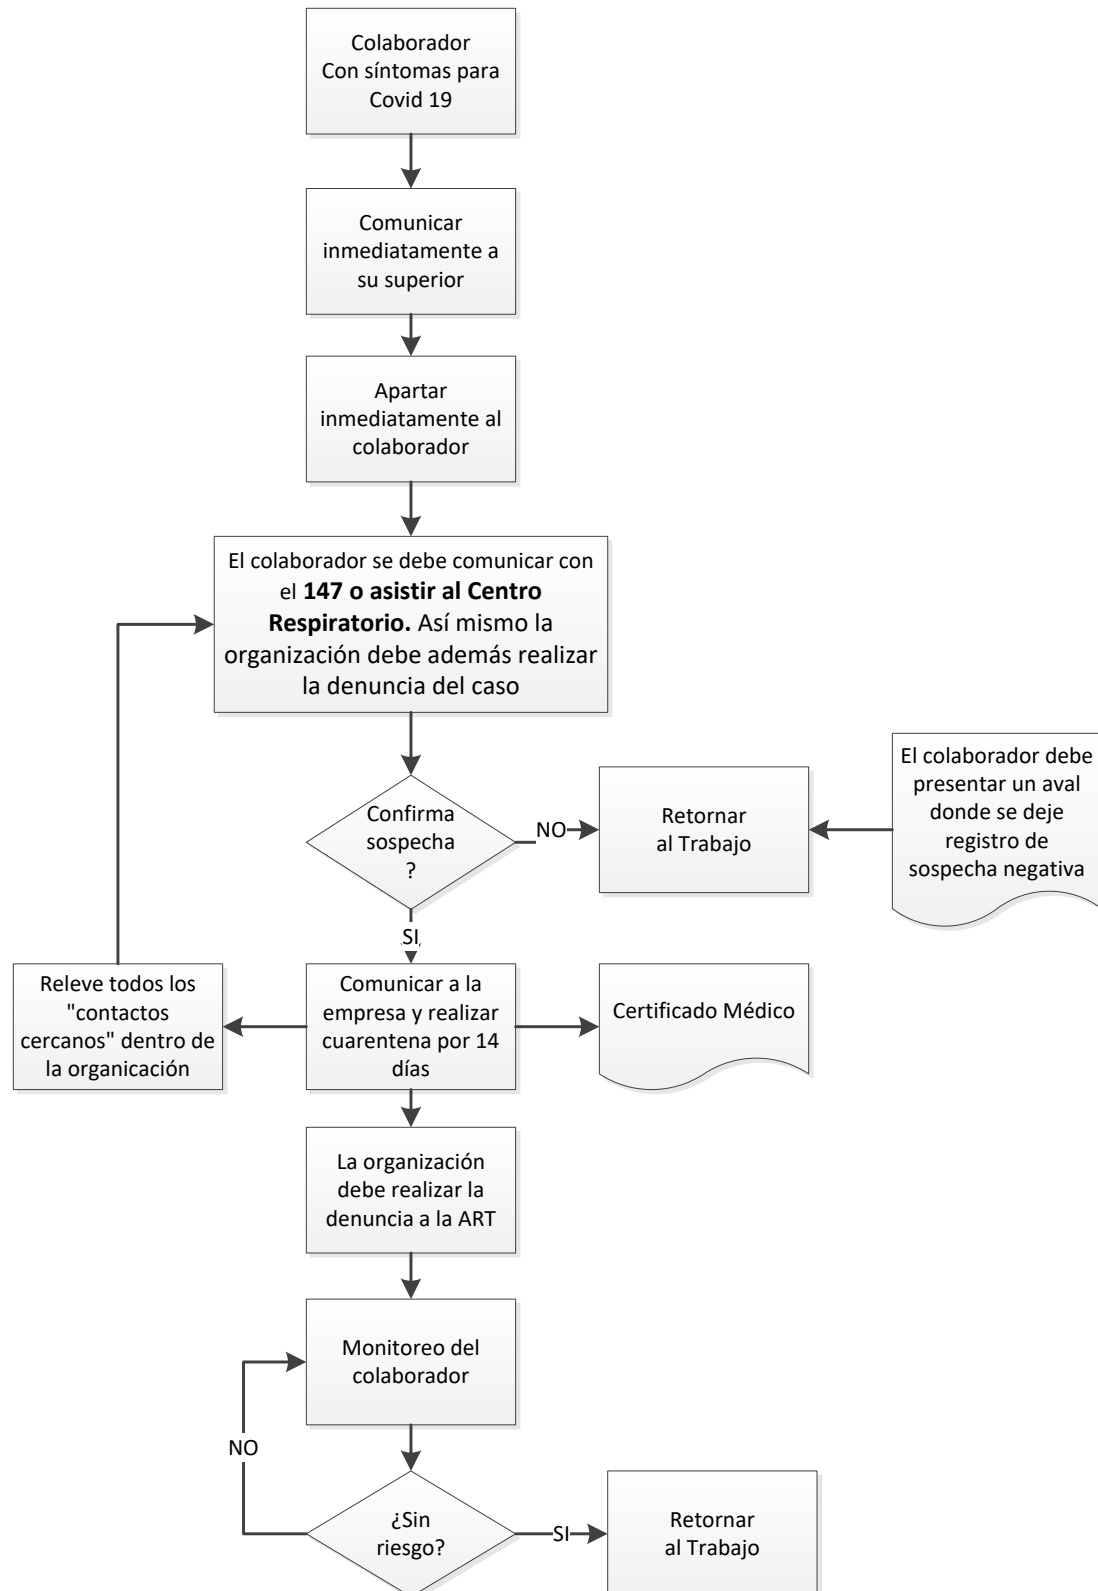 Colaborador
Con síntomas para
Covid 19
Comunicar
inmediatamente a
su superior
Apartar
inmediatamente al
colaborador
El colaborador se debe comunicar con
el 147 o asistir al Centro
Respiratorio. Así mismo la
organización debe además realizar
la denuncia del caso
Confirma
sospecha
?
NO
Retornar
al Trabajo
El colaborador debe
presentar un aval
donde se deje
registro de
sospecha negativa
SI
Releve todos los
"contactos
cercanos" dentro de
la organicación
Comunicar a la
empresa y realizar
cuarentena por 14
días
Certificado Médico
La organización
debe realizar la
denuncia a la ART
Monitoreo del
colaborador
NO
¿Sin
riesgo?
SI
Retornar
al Trabajo